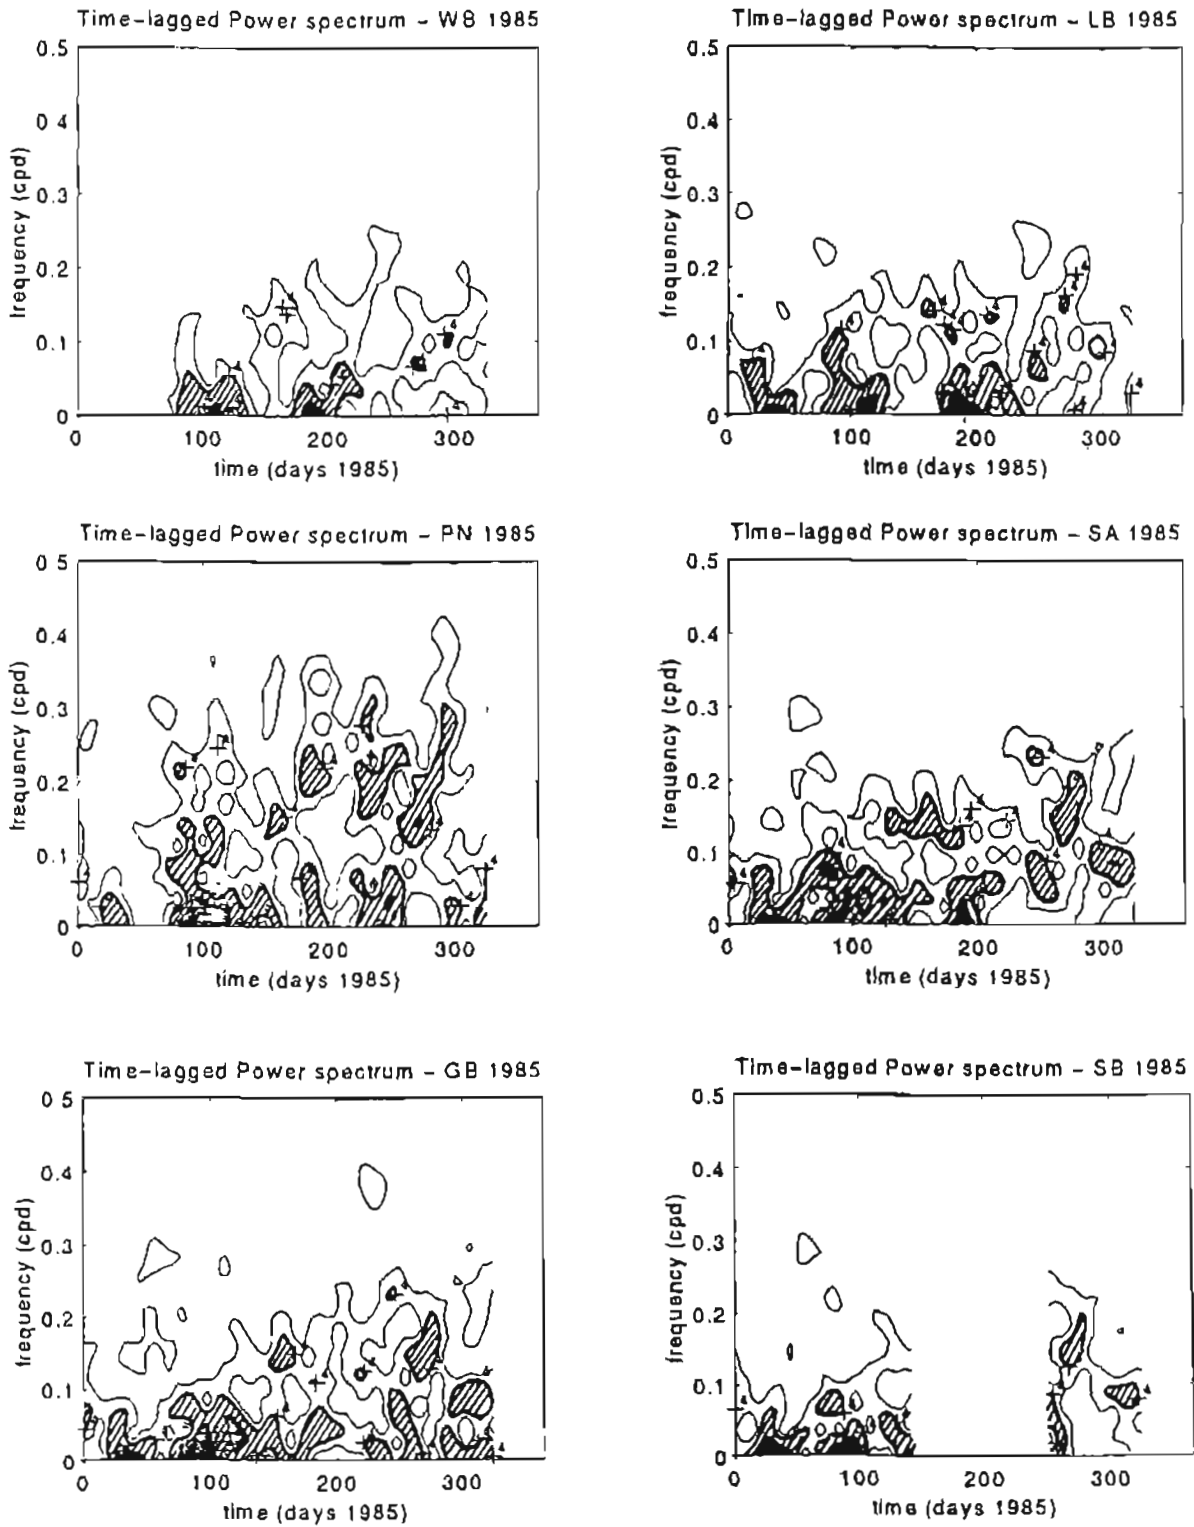 Time-lagged Power spectrum - WB 1985
0.5
0.4
0.3
0.2
0.1
0
frequency (cpd)
0 100 200 300
time (days 1985)
Time-lagged Power spectrum - LB 1985
0.5
0.4
0.3
0.2
0.1
0
frequency (cpd)
0 100 200 300
time (days 1985)
Time-lagged Power spectrum - PN 1985
0.5
0.4
0.3
0.2
0.1
0
frequency (cpd)
0 100 200 300
time (days 1985)
Time-lagged Power spectrum - SA 1985
0.5
0.4
0.3
0.2
0.1
0
frequency (cpd)
0 100 200 300
time (days 1985)
Time-lagged Power spectrum - GB 1985
0.5
0.4
0.3
0.2
0.1
0
frequency (cpd)
0 100 200 300
time (days 1985)
Time-lagged Power spectrum - SB 1985
0.5
0.4
0.3
0.2
0.1
0
frequency (cpd)
0 100 200 300
time (days 1985)